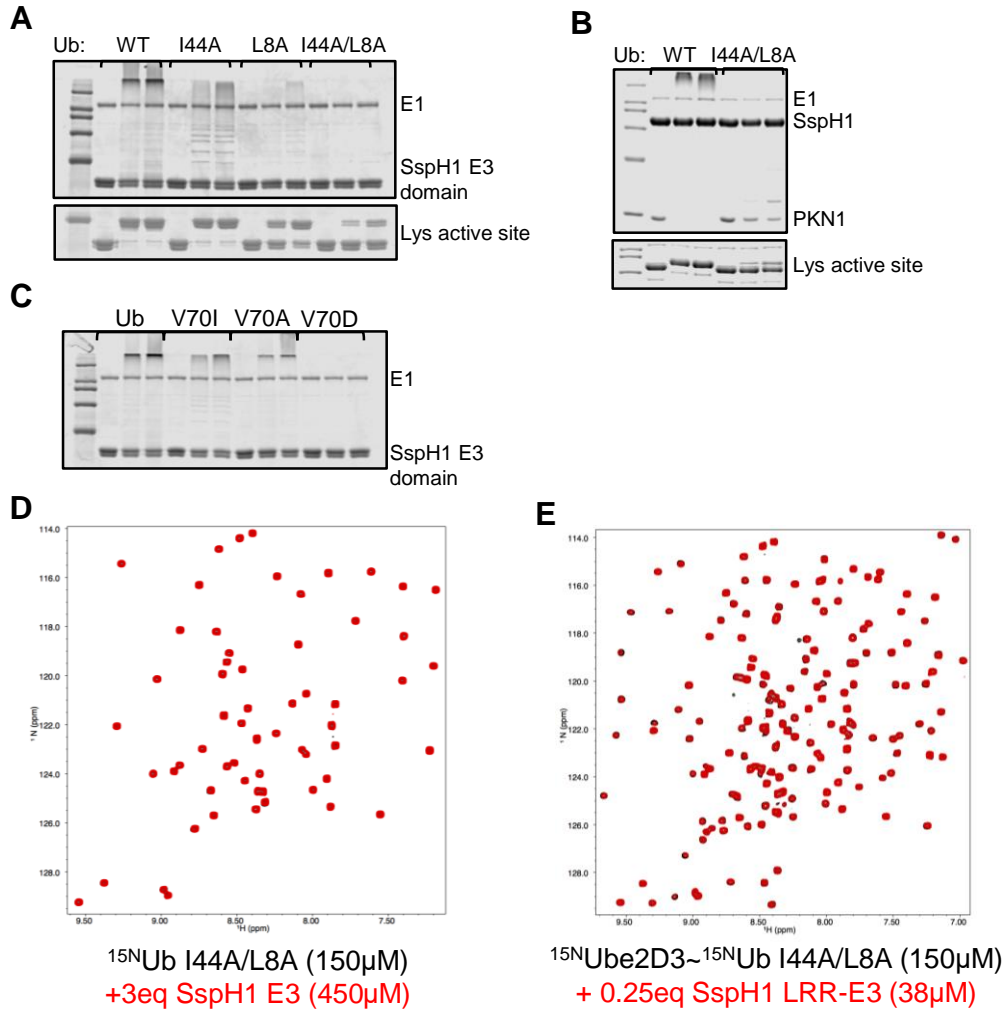 A
Ub: WT I44A L8A I44A/L8A
E1
SspH1 E3
domain
Lys active site
B
Ub: WT I44A/L8A
E1
SspH1
PKN1
Lys active site
C
Ub V70I V70A V70D
E1
SspH1 E3
domain
D
114.0
116.0
118.0
120.0
122.0
124.0
126.0
128.0
¹ N (ppm)
9.50 9.00 8.50 8.00 7.50
¹H (ppm)
¹⁵ᴺUb I44A/L8A (150µM)
+3eq SspH1 E3 (450µM)
E
114.0
116.0
118.0
120.0
122.0
124.0
126.0
128.0
¹ N (ppm)
9.50 9.00 8.50 8.00 7.50 7.00
¹H (ppm)
¹⁵ᴺUbe2D3~¹⁵ᴺUb I44A/L8A (150µM)
+ 0.25eq SspH1 LRR-E3 (38µM)